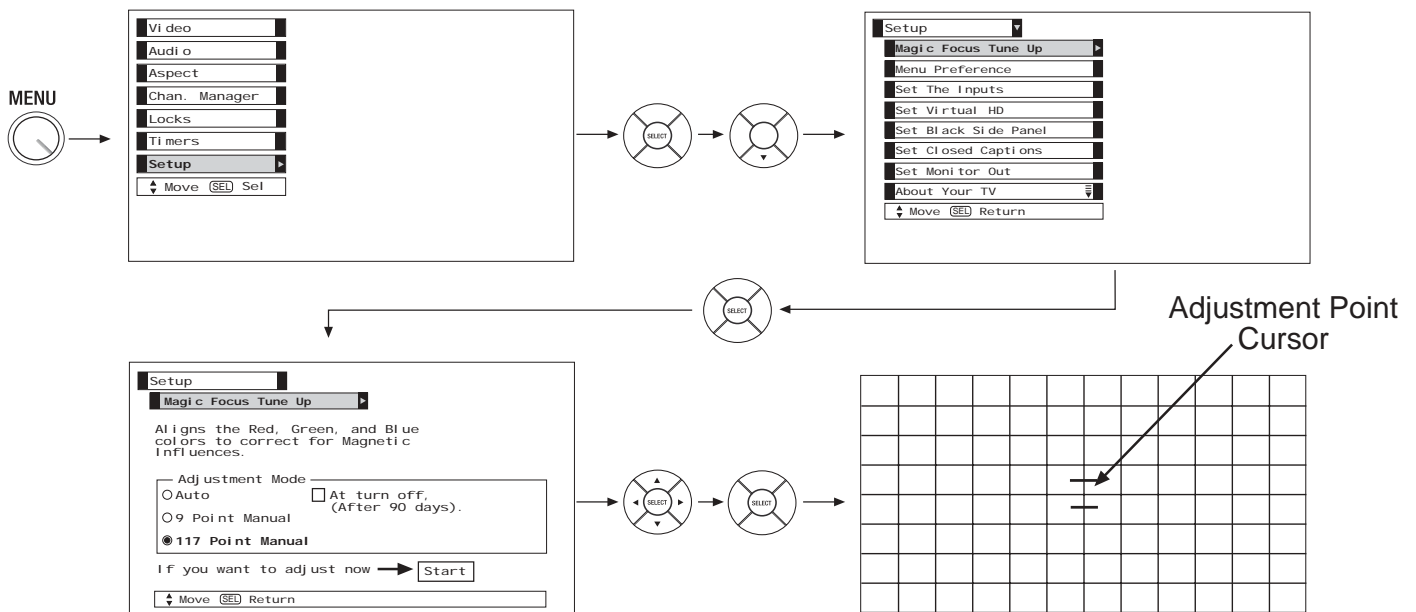 MENU
Video
Audio
Aspect
Chan. Manager
Locks
Timers
Setup
Move SEL Sel
SELECT
Setup
Magic Focus Tune Up
Menu Preference
Set The Inputs
Set Virtual HD
Set Black Side Panel
Set Closed Captions
Set Monitor Out
About Your TV
Move SEL Return
SELECT
Adjustment Point
Cursor
Setup
Magic Focus Tune Up
Aligns the Red, Green, and Blue
colors to correct for Magnetic
Influences.
Adjustment Mode
Auto
At turn off,
(After 90 days).
9 Point Manual
117 Point Manual
If you want to adjust now
Start
Move SEL Return
SELECT
SELECT